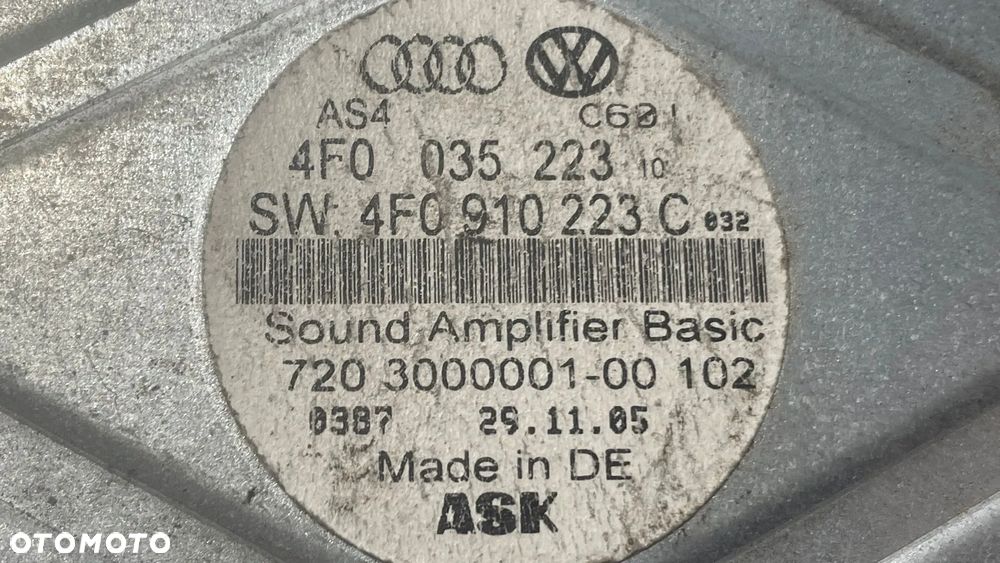 AS4 C601
4F0 035 223 10
SW: 4F0 910 223 C 032
Sound Amplifier Basic
720 3000001-00 102
0387 29.11.05
Made in DE
ASK
OTOMOTO